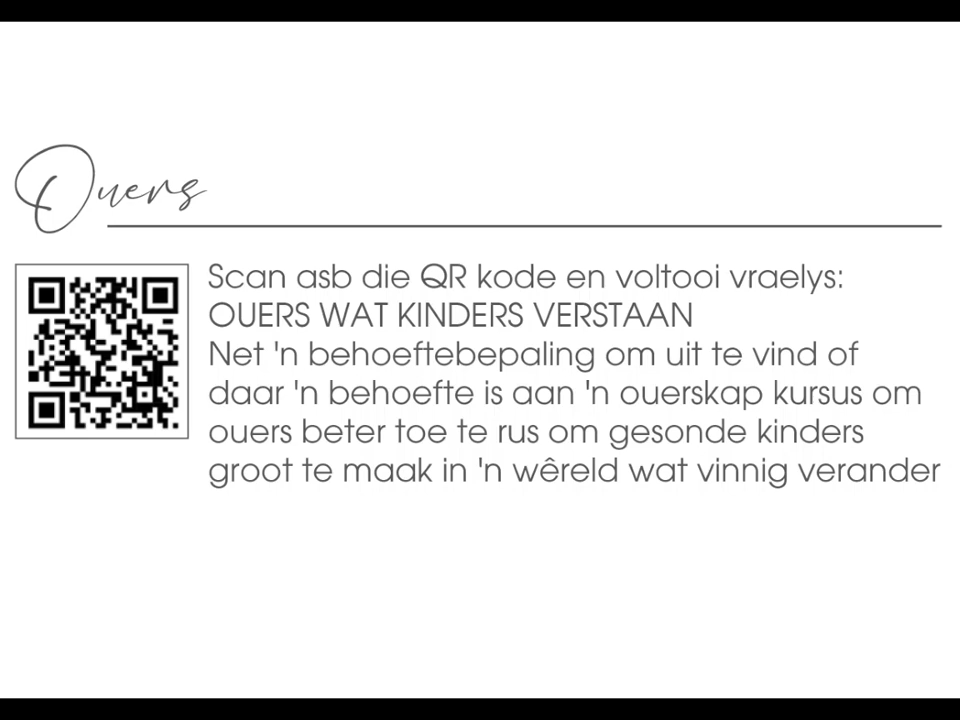 Ouers
Scan asb die QR kode en voltooi vraelys:
OUERS WAT KINDERS VERSTAAN
Net 'n behoeftebepaling om uit te vind of
daar 'n behoefte is aan 'n ouerskap kursus om
ouers beter toe te rus om gesonde kinders
groot te maak in 'n wêreld wat vinnig verander